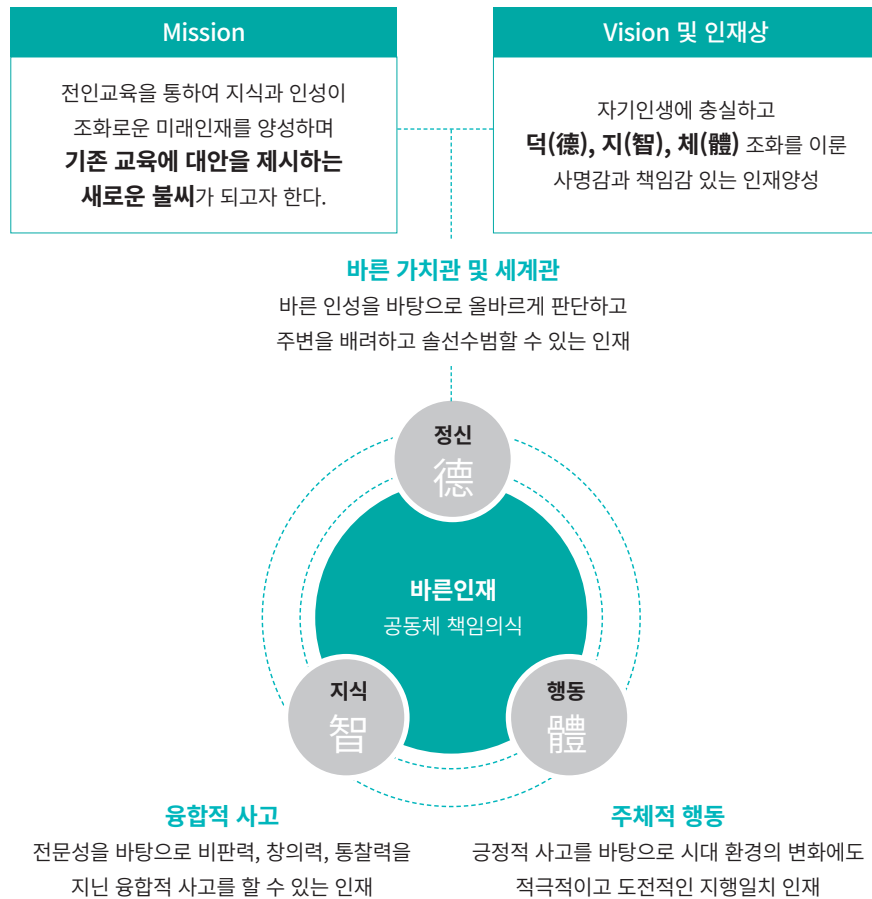 Mission
전인교육을 통하여 지식과 인성이
조화로운 미래인재를 양성하며
기존 교육에 대안을 제시하는
새로운 불씨가 되고자 한다.
Vision 및 인재상
자기인생에 충실하고
덕(德), 지(智), 체(體) 조화를 이룬
사명감과 책임감 있는 인재양성
바른 가치관 및 세계관
바른 인성을 바탕으로 올바르게 판단하고
주변을 배려하고 솔선수범할 수 있는 인재
정신
德
바른인재
공동체 책임의식
지식
智
행동
體
융합적 사고
전문성을 바탕으로 비판력, 창의력, 통찰력을
지닌 융합적 사고를 할 수 있는 인재
주체적 행동
긍정적 사고를 바탕으로 시대 환경의 변화에도
적극적이고 도전적인 지행일치 인재